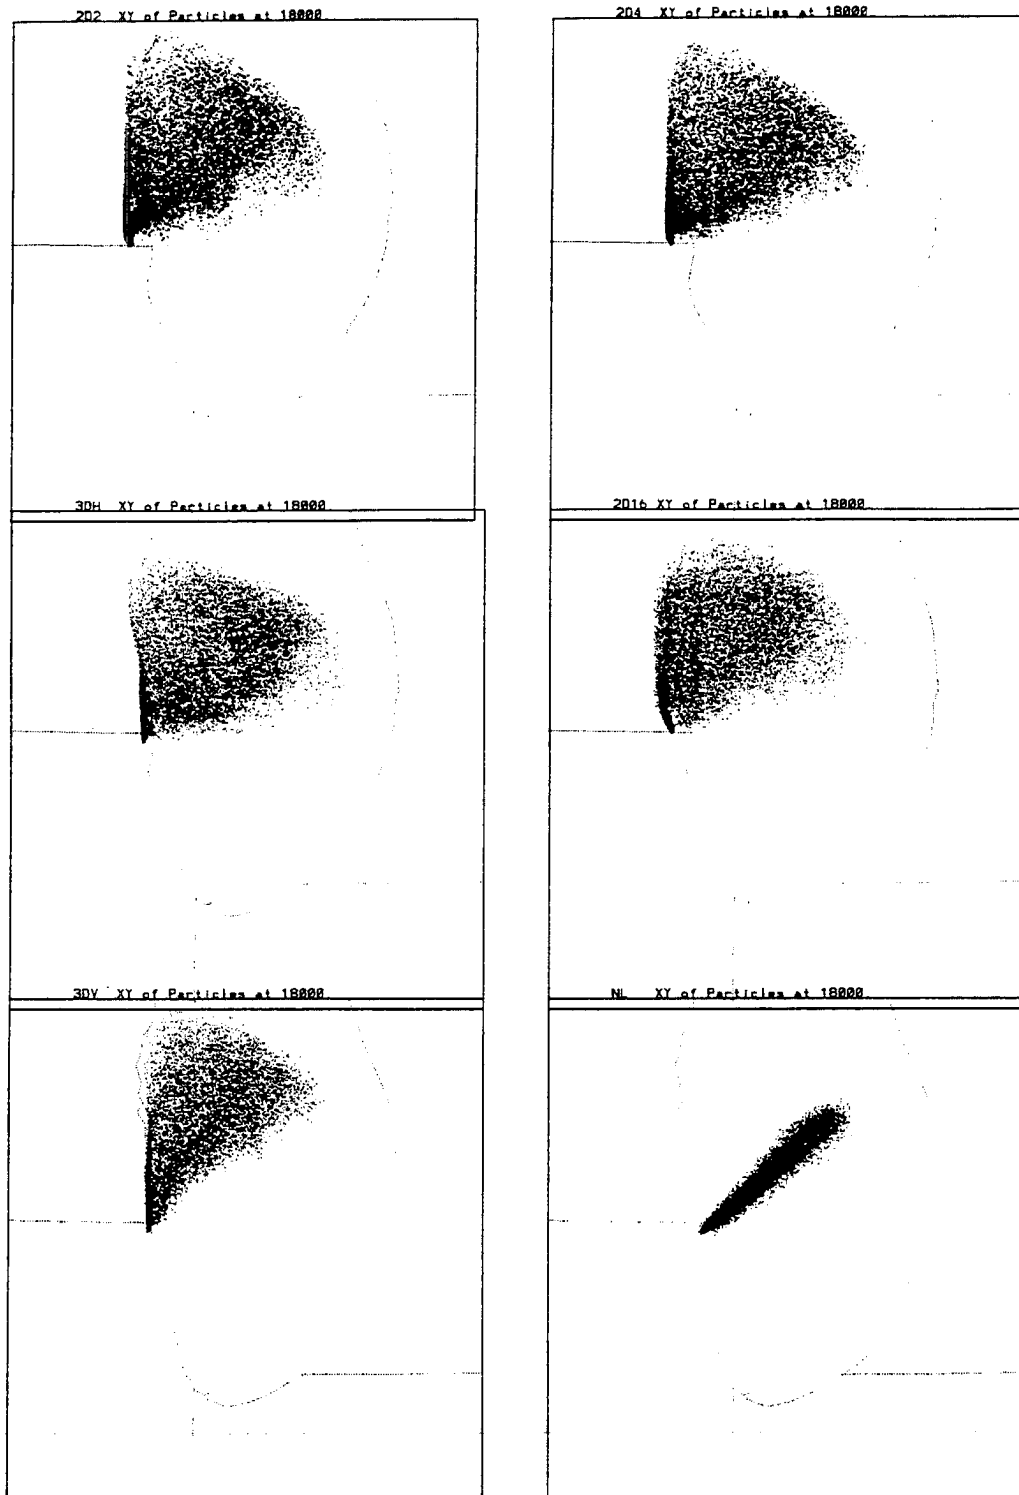 2D2 XY of Particles at 18000
2D4 XY of Particles at 18000
3DH XY of Particles at 18000
2D16 XY of Particles at 18000
3DV XY of Particles at 18000
NL XY of Particles at 18000